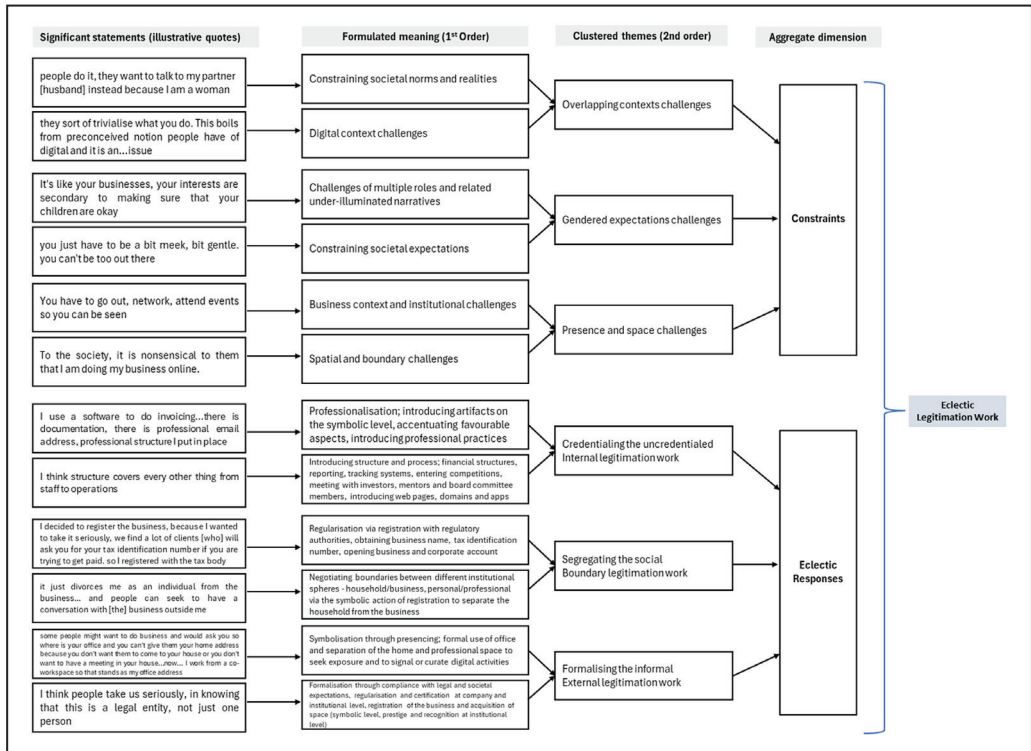 Significant statements (illustrative quotes)
Formulated meaning (1st Order)
Clustered themes (2nd order)
Aggregate dimension
people do it, they want to talk to my partner
[husband] instead because I am a woman
Constraining societal norms and realities
they sort of trivialise what you do. This boils
from preconceived notion people have of
digital and it is an...issue
Digital context challenges
Overlapping contexts challenges
It's like your businesses, your interests are
secondary to making sure that your
children are okay
Challenges of multiple roles and related
under-illuminated narratives
you just have to be a bit meek, bit gentle.
you can't be too out there
Constraining societal expectations
Gendered expectations challenges
You have to go out, network, attend events
so you can be seen
Business context and institutional challenges
To the society, it is nonsensical to them
that I am doing my business online.
Spatial and boundary challenges
Presence and space challenges
Constraints
I use a software to do invoicing...there is
documentation, there is professional email
address, professional structure I put in place
Professionalisation; introducing artifacts on
the symbolic level, accentuating favourable
aspects, introducing professional practices
I think structure covers every other thing from
staff to operations
Introducing structure and process; financial structures,
reporting, tracking systems, entering competitions,
meeting with investors, mentors and board committee
members, introducing web pages, domains and apps
Credentialing the uncredentialed
Internal legitimation work
I decided to register the business, because I wanted
to take it seriously, we find a lot of clients [who] will
ask you for your tax identification number if you are
trying to get paid. so I registered with the tax body
Regularisation via registration with regulatory
authorities, obtaining business name, tax identification
number, opening business and corporate account
it just divorces me as an individual from the
business... and people can seek to have a
conversation with [the] business outside me
Negotiating boundaries between different institutional
spheres - household/business, personal/professional
via the symbolic action of registration to separate the
household from the business
Segregating the social
Boundary legitimation work
some people might want to do business and would ask you so
where is your office and you can't give them your home address
because you don't want them to come to your house or you don't
want to have a meeting in your house...now... I work from a co-
workspace so that stands as my office address
Symbolisation through presencing; formal use of office
and separation of the home and professional space to
seek exposure and to signal or curate digital activities
I think people take us seriously, in knowing
that this is a legal entity, not just one
person
Formalisation through compliance with legal and societal
expectations, regularisation and certification at company and
institutional level, registration of the business and acquisition of
space (symbolic level, prestige and recognition at institutional
level)
Formalising the informal
External legitimation work
Eclectic
Responses
Eclectic
Legitimation Work